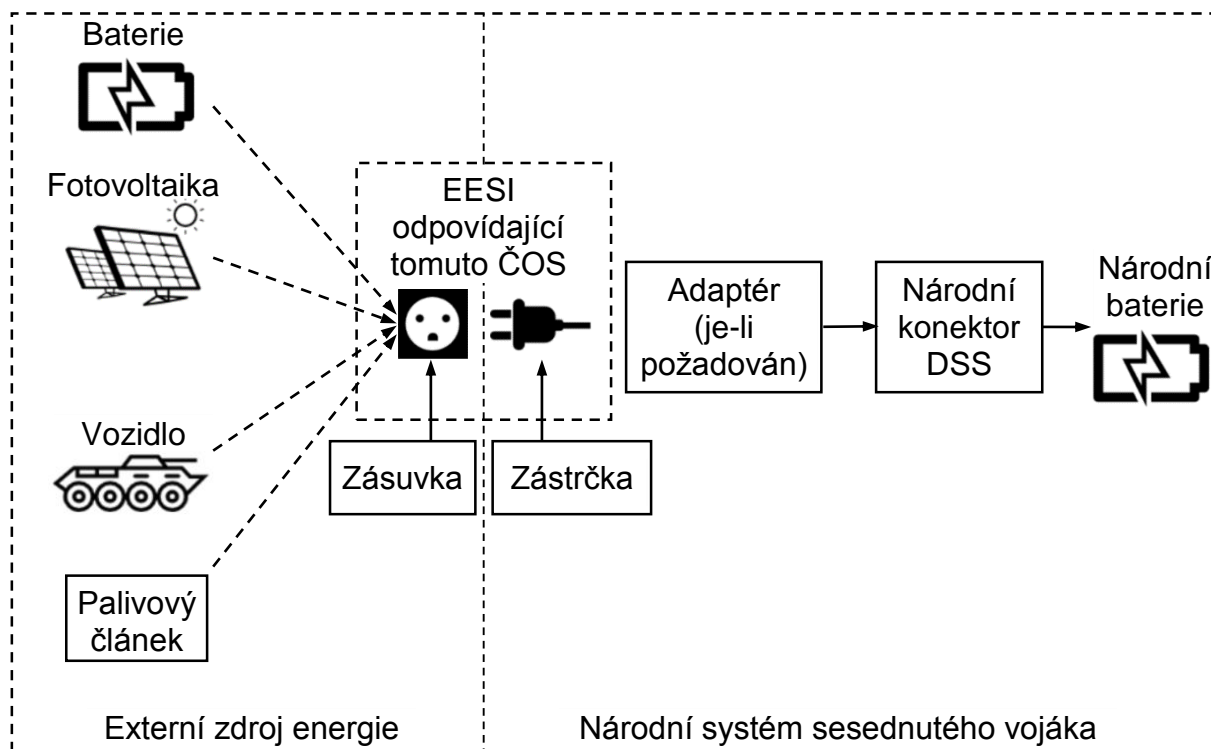 Baterie
Fotovoltaika
EESI
odpovídající
tomuto ČOS
Adaptér
(je-li
požadován)
Národní
konektor
DSS
Národní
baterie
Vozidlo
Zásuvka
Zástrčka
Palivový
článek
Externí zdroj energie
Národní systém sesednutého vojáka